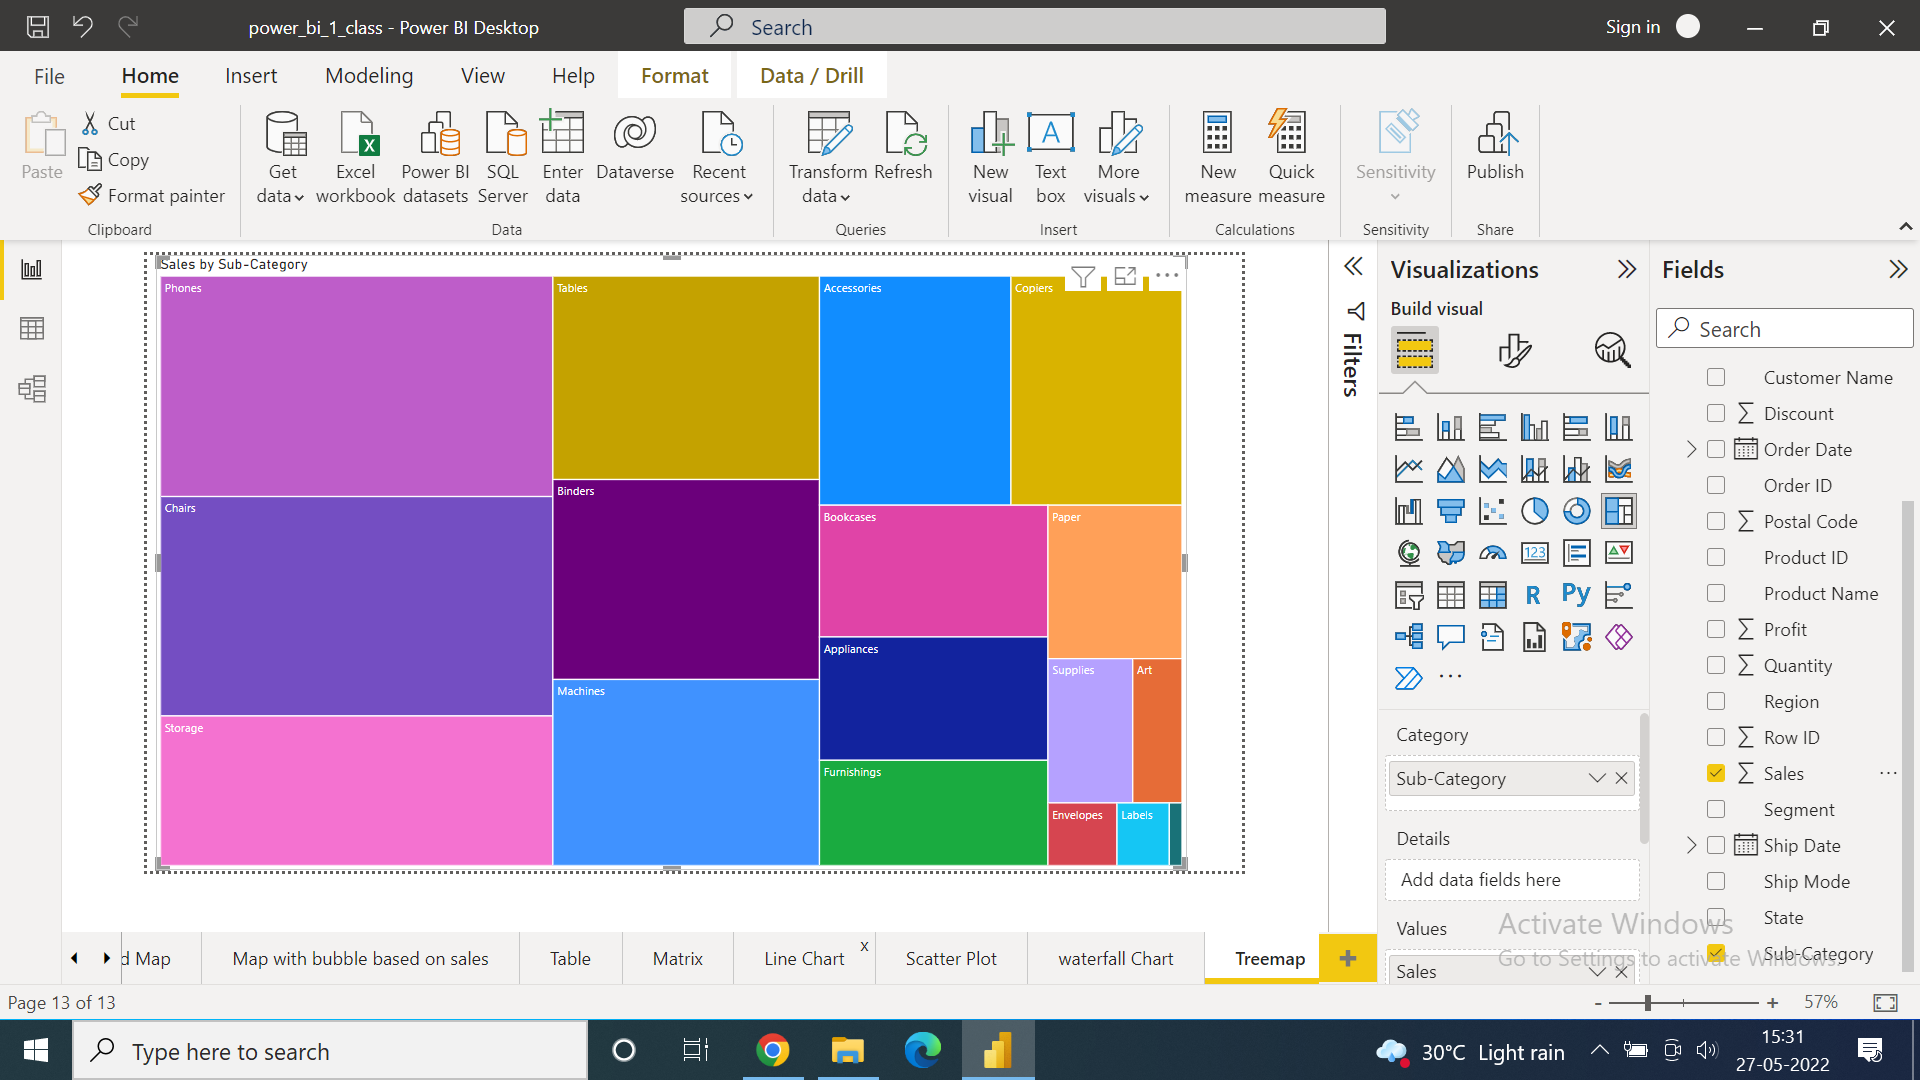 power_bi_1_class - Power BI Desktop
Search
Sign in
File
Home
Insert
Modeling
View
Help
Format
Data / Drill
Paste
Cut
Copy
Format painter
Clipboard
Get data
Excel workbook
Power BI datasets
SQL Server
Enter data
Dataverse
Recent sources
Data
Transform data
Refresh
Queries
New visual
Text box
More visuals
Insert
New measure
Quick measure
Calculations
Sensitivity
Sensitivity
Publish
Share
Sales by Sub-Category
Phones
Tables
Accessories
Copiers
Chairs
Binders
Bookcases
Paper
Storage
Machines
Appliances
Supplies
Art
Furnishings
Envelopes
Labels
Filters
Visualizations
Build visual
123
R
Py
Category
Sub-Category
Details
Add data fields here
Values
Sales
Fields
Search
Customer Name
Discount
Order Date
Order ID
Postal Code
Product ID
Product Name
Profit
Quantity
Region
Row ID
Sales
Segment
Ship Date
Ship Mode
State
Sub-Category
Activate Windows
Go to Settings to activate Windows.
d Map
Map with bubble based on sales
Table
Matrix
Line Chart
x
Scatter Plot
waterfall Chart
Treemap
Page 13 of 13
- + 57%
Type here to search
30°C Light rain
15:31
27-05-2022